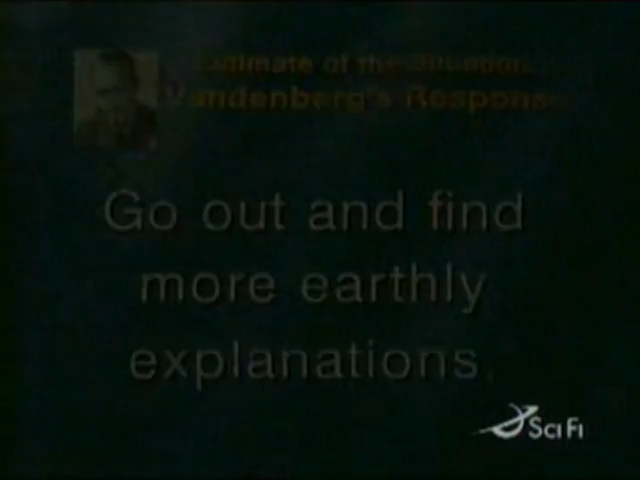 Estimate of the Situation:
Vandenberg's Response
Go out and find
more earthly
explanations.
SCI FI